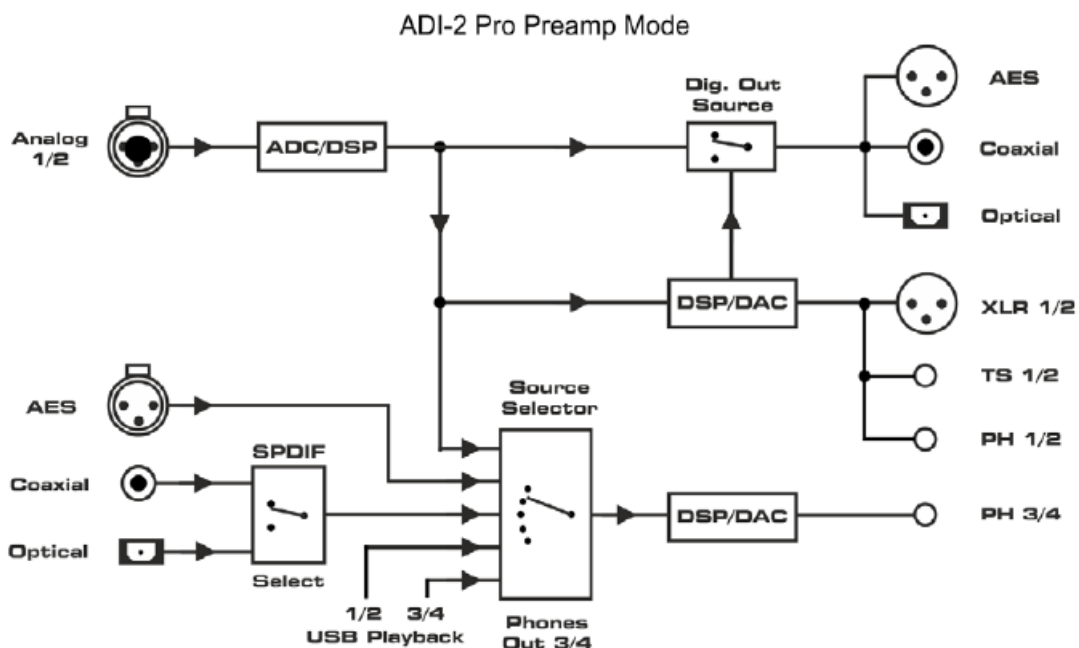 ADI-2 Pro Preamp Mode
Analog
1/2
ADC/DSP
Dig. Out
Source
AES
Coaxial
Optical
DSP/DAC
XLR 1/2
TS 1/2
PH 1/2
AES
Coaxial
Optical
SPDIF
Select
Source
Selector
DSP/DAC
PH 3/4
1/2 3/4
USB Playback
Phones
Out 3/4